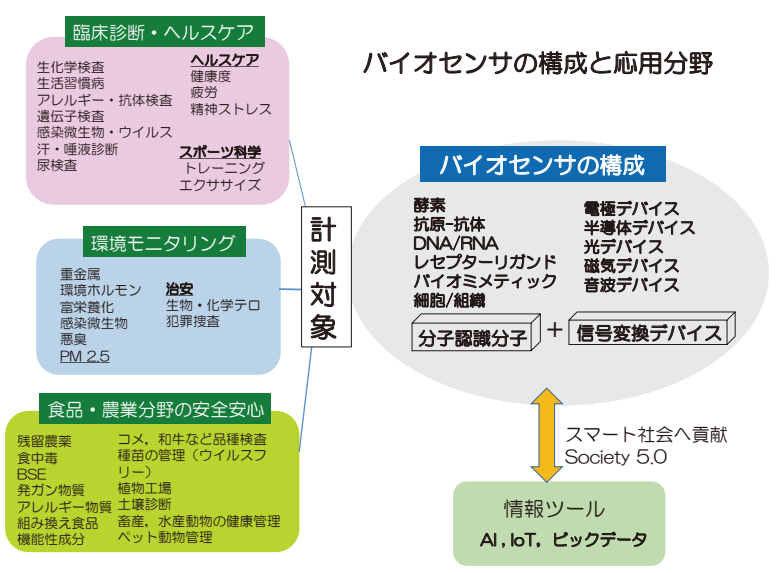 バイオセンサの構成と応用分野
臨床診断・ヘルスケア
生化学検査
生活習慣病
アレルギー・抗体検査
遺伝子検査
感染微生物・ウイルス
汗・唾液診断
尿検査
ヘルスケア
健康度
疲労
精神ストレス
スポーツ科学
トレーニング
エクササイズ
環境モニタリング
重金属
環境ホルモン
富栄養化
感染微生物
悪臭
PM 2.5
治安
生物・化学テロ
犯罪捜査
食品・農業分野の安全安心
残留農薬
食中毒
BSE
発ガン物質
アレルギー物質
組み換え食品
機能性成分
コメ，和牛など品種検査
種苗の管理（ウイルスフ
リー）
植物工場
土壌診断
畜産，水産動物の健康管理
ペット動物管理
計測対象
バイオセンサの構成
酵素
抗原-抗体
DNA/RNA
レセプターリガンド
バイオミメティック
細胞/組織
電極デバイス
半導体デバイス
光デバイス
磁気デバイス
音波デバイス
分子認識分子 + 信号変換デバイス
スマート社会へ貢献
Society 5.0
情報ツール
AI , IoT，ビックデータ